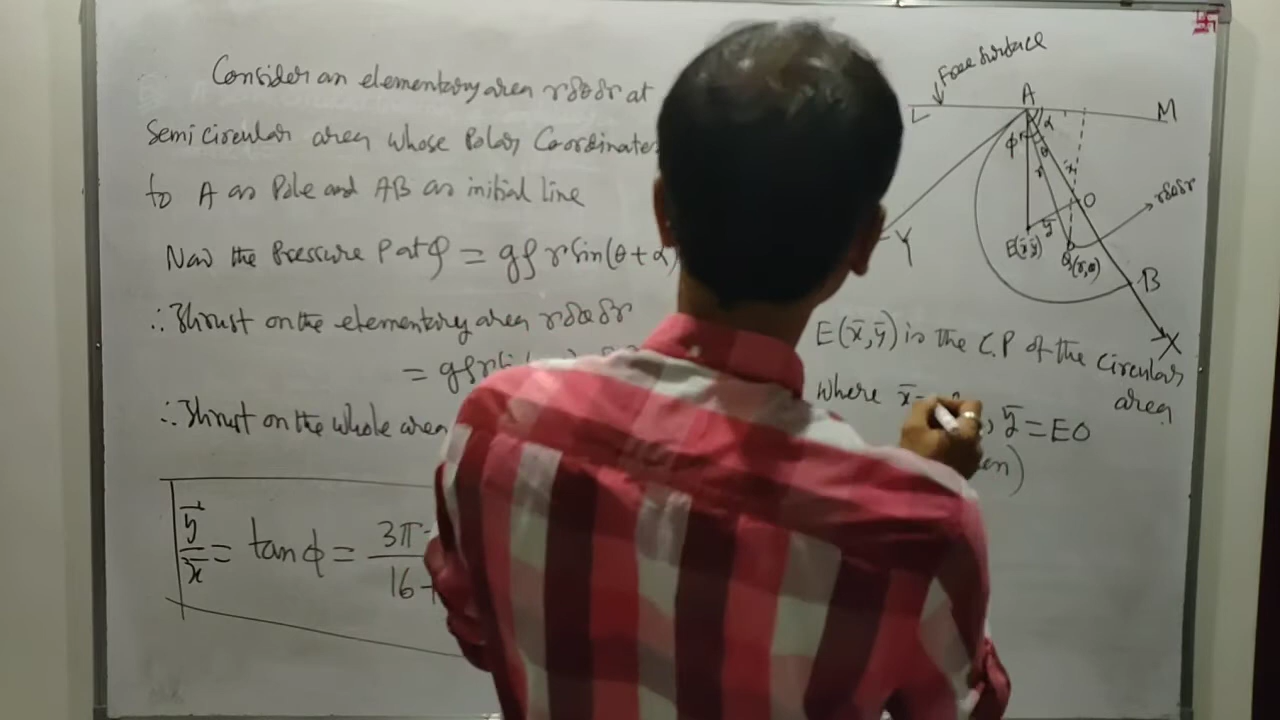 Consider an elementary area rδθδr at
Semi circular area whose Polar Coordinates
to A as Pole and AB as initial line
Now the Pressure P at Q = gρ r Sin(θ + α)
∴ Thrust on the elementary area rδθδr
= gρr
∴ Thrust on the whole area
ȳ/x̄ = tan ϕ = 3π
16+
Free surface
L
A
M
ϕ
α
θ
r
x̄
O
rδθδr
ȳ
E(x̄,ȳ)
Q(r,θ)
Y
B
X
E(x̄,ȳ) is the C.P of the Circular
area
where x̄ =
, ȳ = EO